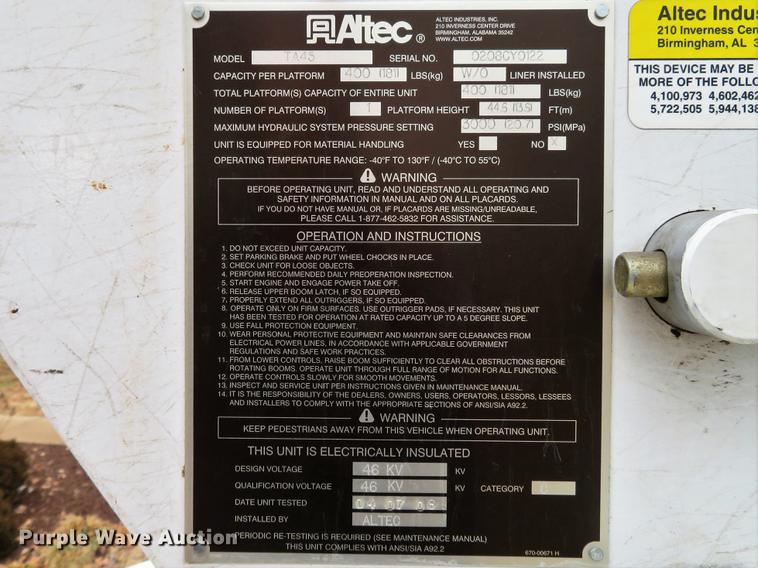 Altec ®
ALTEC INDUSTRIES, INC.
210 INVERNESS CENTER DRIVE
BIRMINGHAM, ALABAMA 35242
WWW.ALTEC.COM
MODEL TA45 SERIAL NO. 0208GY0122
CAPACITY PER PLATFORM 400 (181) LBS(kg) W/O LINER INSTALLED
TOTAL PLATFORM(S) CAPACITY OF ENTIRE UNIT 400 (181) LBS(kg)
NUMBER OF PLATFORM(S) 1 PLATFORM HEIGHT 44.6 (13.6) FT(m)
MAXIMUM HYDRAULIC SYSTEM PRESSURE SETTING 3000 (20.7) PSI(MPa)
UNIT IS EQUIPPED FOR MATERIAL HANDLING YES NO X
OPERATING TEMPERATURE RANGE: -40°F TO 130°F / (-40°C TO 55°C)
WARNING
BEFORE OPERATING UNIT, READ AND UNDERSTAND ALL OPERATING AND
SAFETY INFORMATION IN MANUAL AND ON ALL PLACARDS.
IF YOU DO NOT HAVE MANUAL OR, IF PLACARDS ARE MISSING/UNREADABLE,
PLEASE CALL 1-877-462-5832 FOR ASSISTANCE.
OPERATION AND INSTRUCTIONS
1. DO NOT EXCEED UNIT CAPACITY.
2. SET PARKING BRAKE AND PUT WHEEL CHOCKS IN PLACE.
3. CHECK UNIT FOR LOOSE OBJECTS.
4. PERFORM RECOMMENDED DAILY PREOPERATION INSPECTION.
5. START ENGINE AND ENGAGE POWER TAKE OFF.
6. RELEASE UPPER BOOM LATCH, IF SO EQUIPPED.
7. PROPERLY EXTEND ALL OUTRIGGERS, IF SO EQUIPPED.
8. OPERATE ONLY ON FIRM SURFACES. USE OUTRIGGER PADS, IF NECESSARY. THIS UNIT
HAS BEEN TESTED FOR OPERATION AT RATED CAPACITY UP TO A 5 DEGREE SLOPE.
9. USE FALL PROTECTION EQUIPMENT.
10. WEAR PERSONAL PROTECTIVE EQUIPMENT AND MAINTAIN SAFE CLEARANCES FROM
ELECTRICAL POWER LINES, IN ACCORDANCE WITH APPLICABLE GOVERNMENT
REGULATIONS AND SAFE WORK PRACTICES.
11. FROM LOWER CONTROLS, RAISE BOOM SUFFICIENTLY TO CLEAR ALL OBSTRUCTIONS BEFORE
ROTATING BOOMS. OPERATE UNIT THROUGH FULL RANGE OF MOTION FOR ALL FUNCTIONS.
12. OPERATE CONTROLS SLOWLY FOR SMOOTH MOVEMENTS.
13. INSPECT AND SERVICE UNIT PER INSTRUCTIONS GIVEN IN MAINTENANCE MANUAL.
14. IT IS THE RESPONSIBILITY OF THE DEALERS, OWNERS, USERS, OPERATORS, LESSORS, LESSEES
AND INSTALLERS TO COMPLY WITH THE APPROPRIATE SECTIONS OF ANSI/SIA A92.2.
WARNING
KEEP PEDESTRIANS AWAY FROM THIS VEHICLE WHEN OPERATING UNIT.
THIS UNIT IS ELECTRICALLY INSULATED
DESIGN VOLTAGE 46 KV KV
QUALIFICATION VOLTAGE 46 KV KV CATEGORY
DATE UNIT TESTED 04 07 08
INSTALLED BY ALTEC
PERIODIC RE-TESTING IS REQUIRED (SEE MAINTENANCE MANUAL)
THIS UNIT COMPLIES WITH ANSI/SIA A92.2
670-00671 H
Altec Indus
210 Inverness Cen
Birmingham, AL 3
THIS DEVICE MAY BE
MORE OF THE FOLLO
4,100,973 4,602,462
5,722,505 5,944,138
Purple Wave Auction